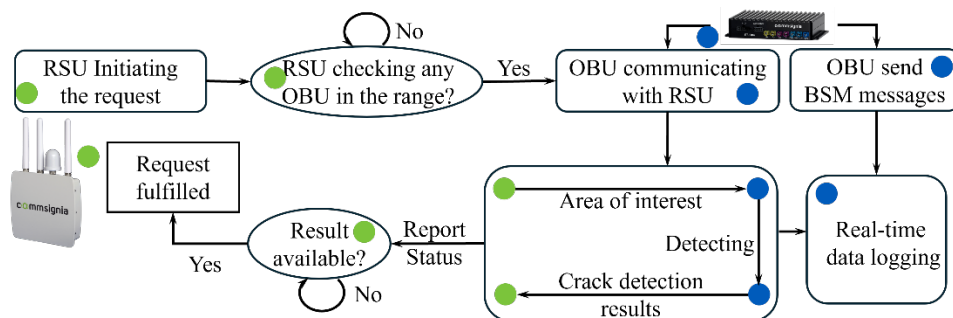 No
RSU Initiating
the request
RSU checking any
OBU in the range?
Yes
OBU communicating
with RSU
OBU send
BSM messages
commsignia
commsignia
Request
fulfilled
Yes
Result
available?
No
Report
Status
Area of interest
Detecting
Crack detection
results
Real-time
data logging